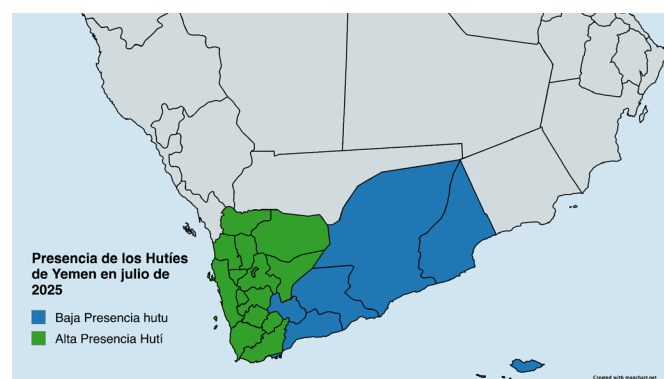 Presencia de los Hutíes
de Yemen en julio de
2025
Baja Presencia hutu
Alta Presencia Hutí
Created with mapchart.net